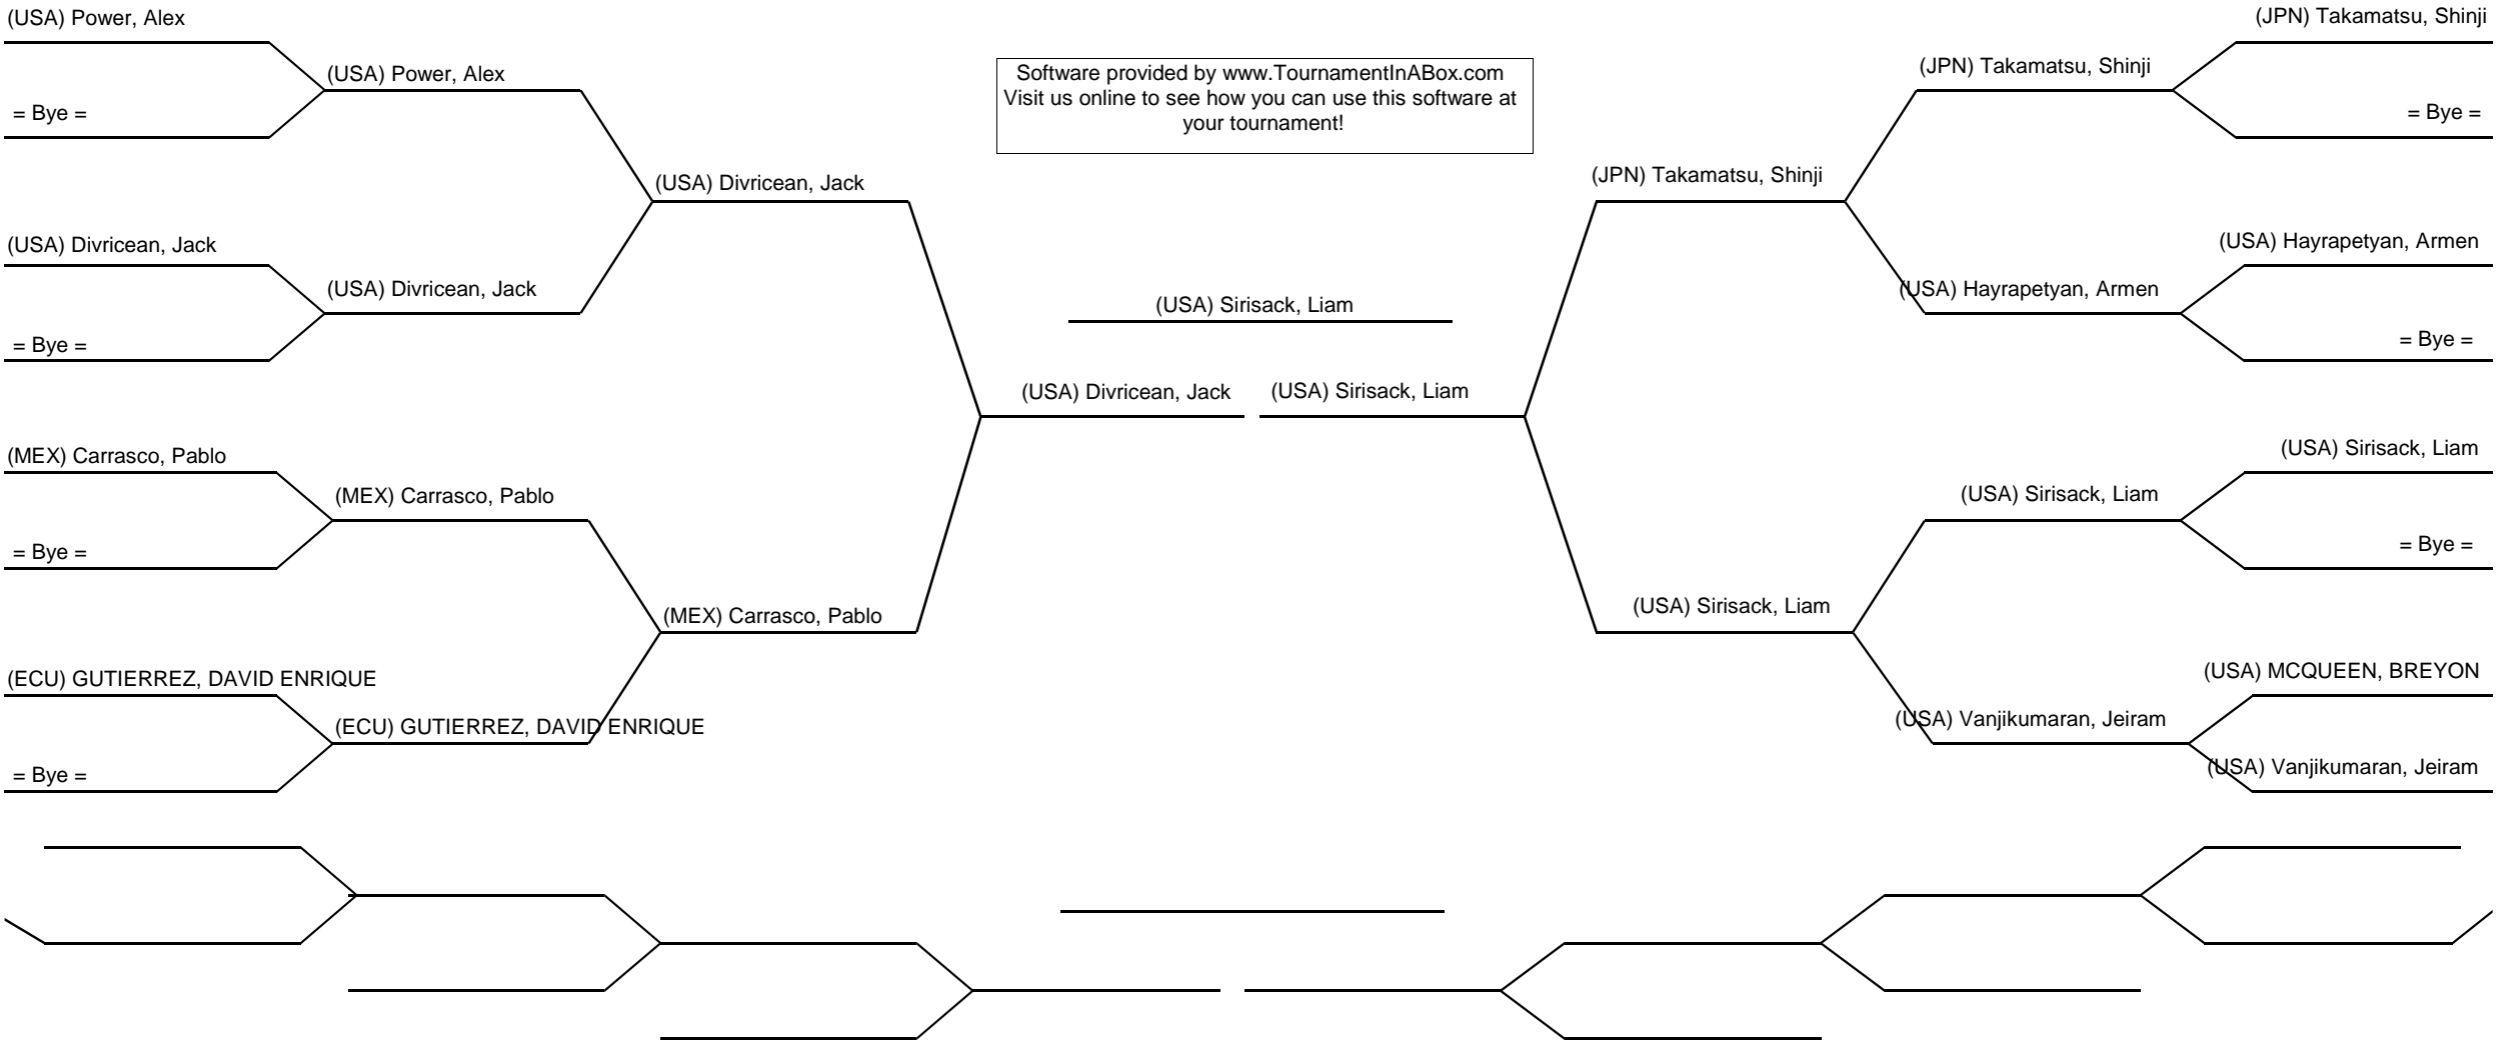 (USA) Power, Alex
(JPN) Takamatsu, Shinji
(USA) Power, Alex
Software provided by www.TournamentInABox.com
Visit us online to see how you can use this software at
your tournament!
(JPN) Takamatsu, Shinji
= Bye =
= Bye =
(USA) Divricean, Jack
(JPN) Takamatsu, Shinji
(USA) Divricean, Jack
(USA) Hayrapetyan, Armen
(USA) Divricean, Jack
(USA) Sirisack, Liam
(USA) Hayrapetyan, Armen
= Bye =
= Bye =
(USA) Divricean, Jack
(USA) Sirisack, Liam
(MEX) Carrasco, Pablo
(USA) Sirisack, Liam
(MEX) Carrasco, Pablo
(USA) Sirisack, Liam
= Bye =
= Bye =
(MEX) Carrasco, Pablo
(USA) Sirisack, Liam
(ECU) GUTIERREZ, DAVID ENRIQUE
(USA) MCQUEEN, BREYON
(ECU) GUTIERREZ, DAVID ENRIQUE
(USA) Vanjikumaran, Jeiram
= Bye =
(USA) Vanjikumaran, Jeiram